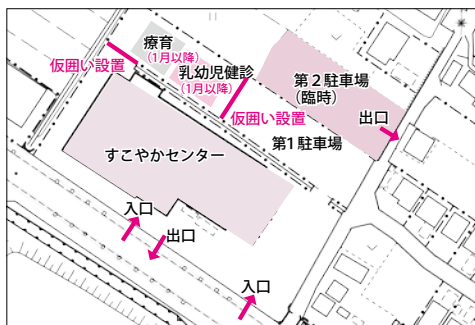 療育
(1月以降)
仮囲い設置
乳幼児健診
(1月以降)
第2駐車場
(臨時)
出口
仮囲い設置
第1駐車場
すこやかセンター
入口
出口
入口